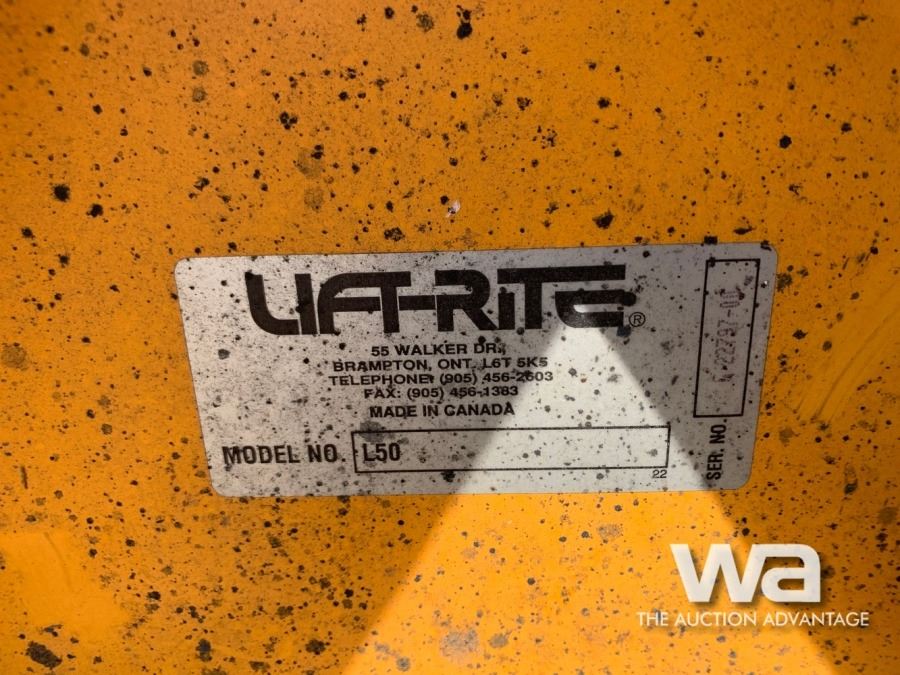 LIFT-RITE®
55 WALKER DR.,
BRAMPTON, ONT. L6T 5K5
TELEPHONE: (905) 456-2603
FAX: (905) 456-1383
MADE IN CANADA
MODEL NO. L50
22
SER. NO.
wa
THE AUCTION ADVANTAGE